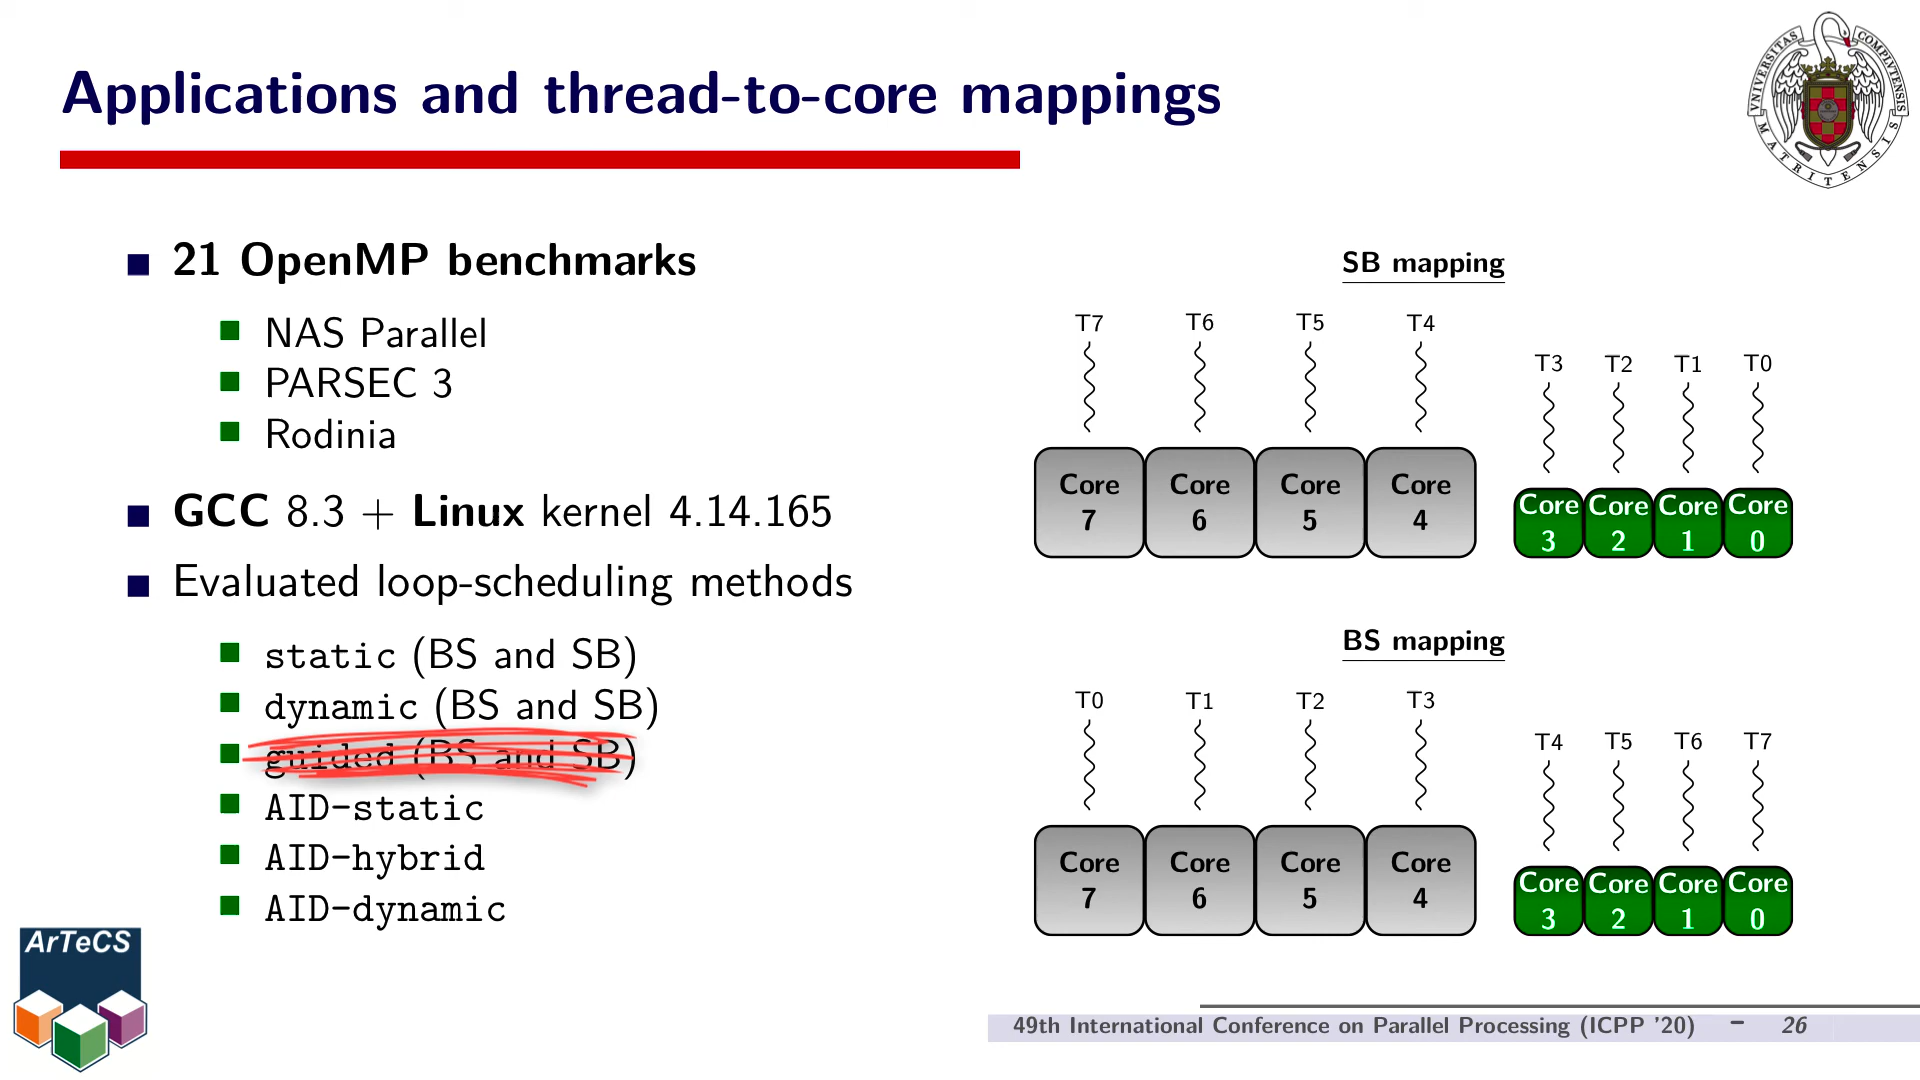 Applications and thread-to-core mappings
VNIVERSITAS COMPLVTENSIS MATRITENSIS
21 OpenMP benchmarks
NAS Parallel
PARSEC 3
Rodinia
GCC 8.3 + Linux kernel 4.14.165
Evaluated loop-scheduling methods
static (BS and SB)
dynamic (BS and SB)
guided (BS and SB)
AID-static
AID-hybrid
AID-dynamic
SB mapping
T7 T6 T5 T4 T3 T2 T1 T0
Core 7
Core 6
Core 5
Core 4
Core 3
Core 2
Core 1
Core 0
BS mapping
T0 T1 T2 T3 T4 T5 T6 T7
Core 7
Core 6
Core 5
Core 4
Core 3
Core 2
Core 1
Core 0
ArTeCS
49th International Conference on Parallel Processing (ICPP '20) - 26